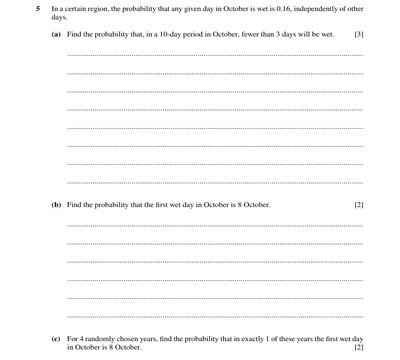 5 In a certain region, the probability that any given day in October is wet is 0.16, independently of other
days.
(a) Find the probability that, in a 10-day period in October, fewer than 3 days will be wet. [3]
(b) Find the probability that the first wet day in October is 8 October. [2]
(c) For 4 randomly chosen years, find the probability that in exactly 1 of these years the first wet day
in October is 8 October. [2]